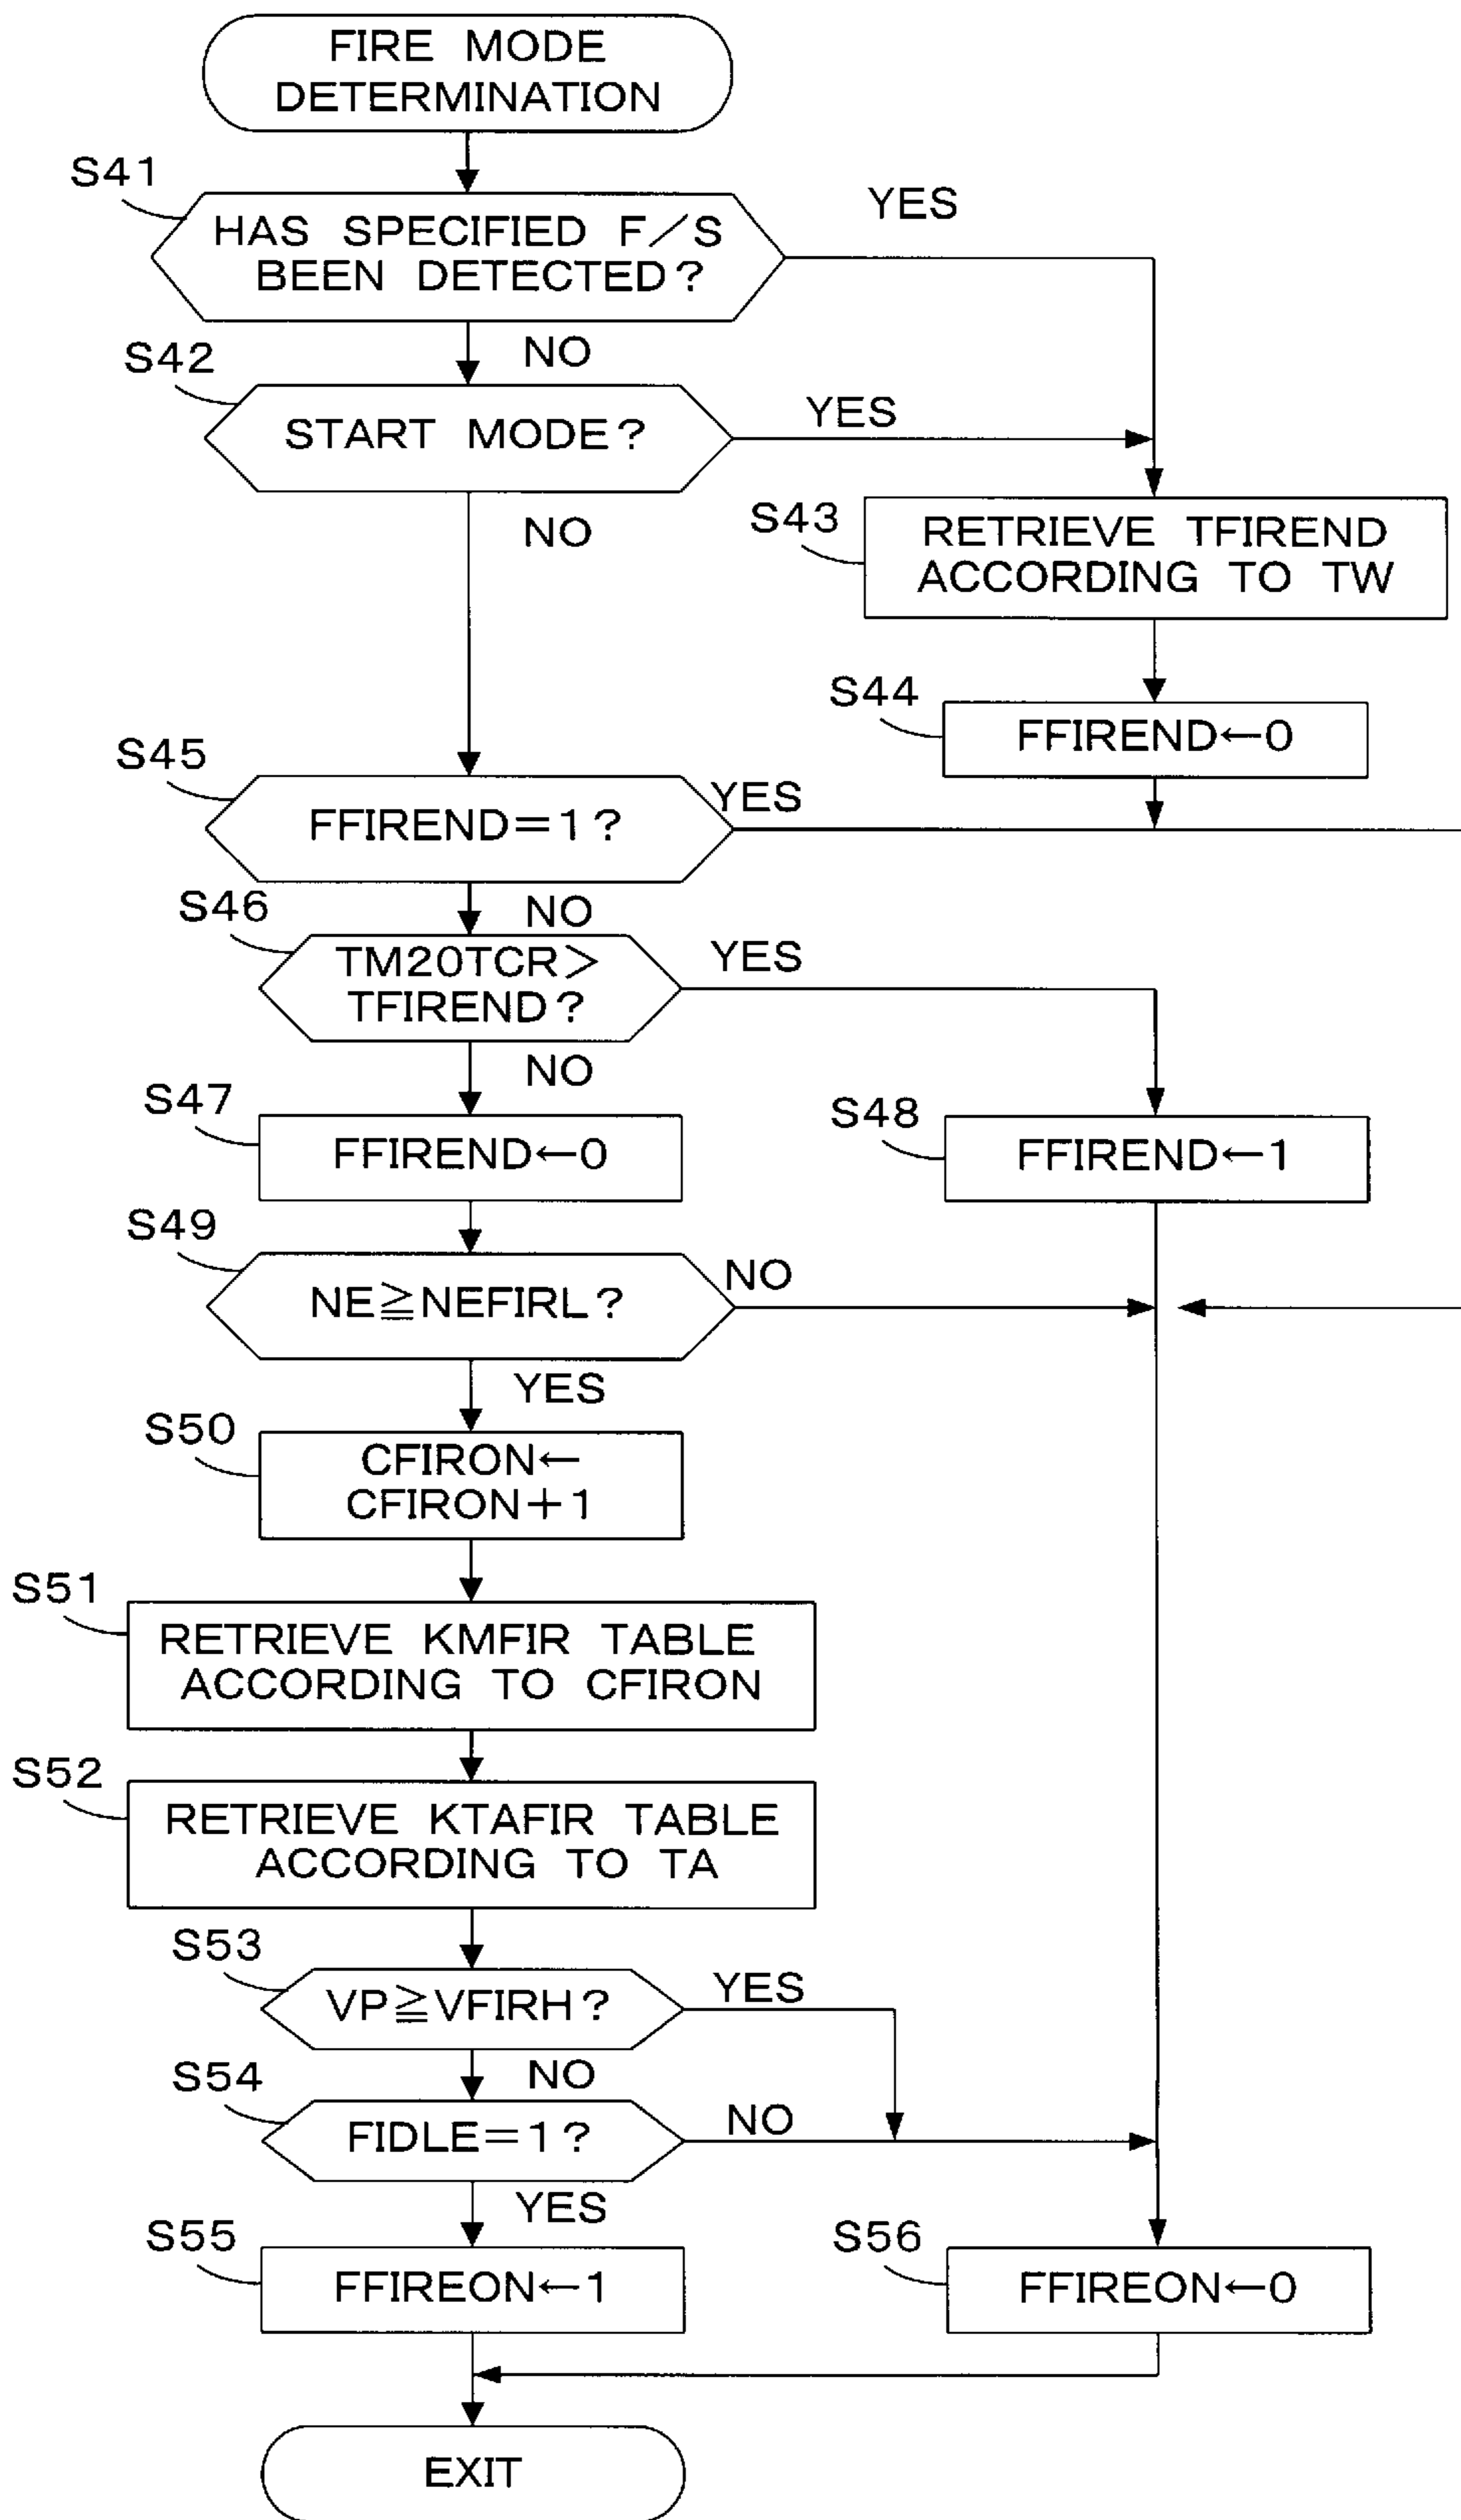 FIRE MODE
DETERMINATION
S41
HAS SPECIFIED F/S
BEEN DETECTED?
YES
NO
S42
START MODE?
YES
NO
S43
RETRIEVE TFIREND
ACCORDING TO TW
S44
FFIREND←0
S45
FFIREND=1?
YES
NO
S46
TM20TCR>
TFIREND?
YES
NO
S47
FFIREND←0
S48
FFIREND←1
S49
NE≧NEFIRL?
NO
YES
S50
CFIRON←
CFIRON+1
S51
RETRIEVE KMFIR TABLE
ACCORDING TO CFIRON
S52
RETRIEVE KTAFIR TABLE
ACCORDING TO TA
S53
VP≧VFIRH?
YES
NO
S54
FIDLE=1?
NO
YES
S55
FFIREON←1
S56
FFIREON←0
EXIT